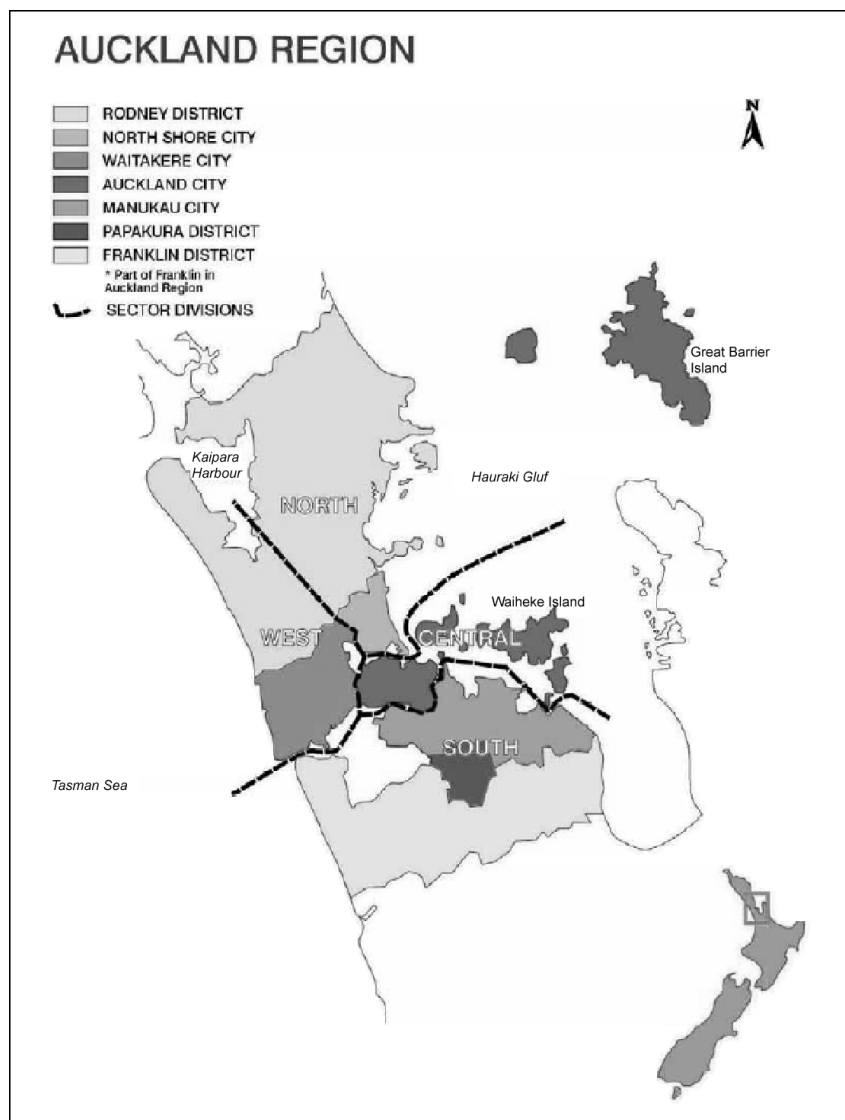 AUCKLAND REGION
N
RODNEY DISTRICT
NORTH SHORE CITY
WAITAKERE CITY
AUCKLAND CITY
MANUKAU CITY
PAPAKURA DISTRICT
FRANKLIN DISTRICT
* Part of Franklin in
Auckland Region
SECTOR DIVISIONS
Great Barrier
Island
Kaipara
Harbour
Hauraki Gluf
NORTH
Waiheke Island
WEST
CENTRAL
SOUTH
Tasman Sea